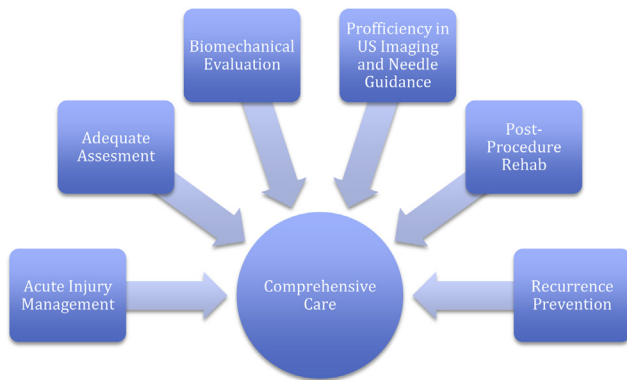 Acute Injury
Management
Adequate
Assesment
Biomechanical
Evaluation
Profficiency in
US Imaging
and Needle
Guidance
Post-
Procedure
Rehab
Recurrence
Prevention
Comprehensive
Care